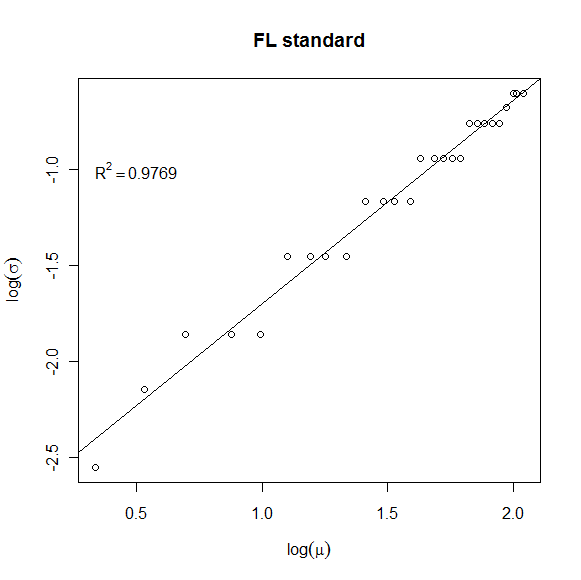 FL standard
R² = 0.9769
log(σ)
-1.0
-1.5
-2.0
-2.5
0.5 1.0 1.5 2.0
log(μ)